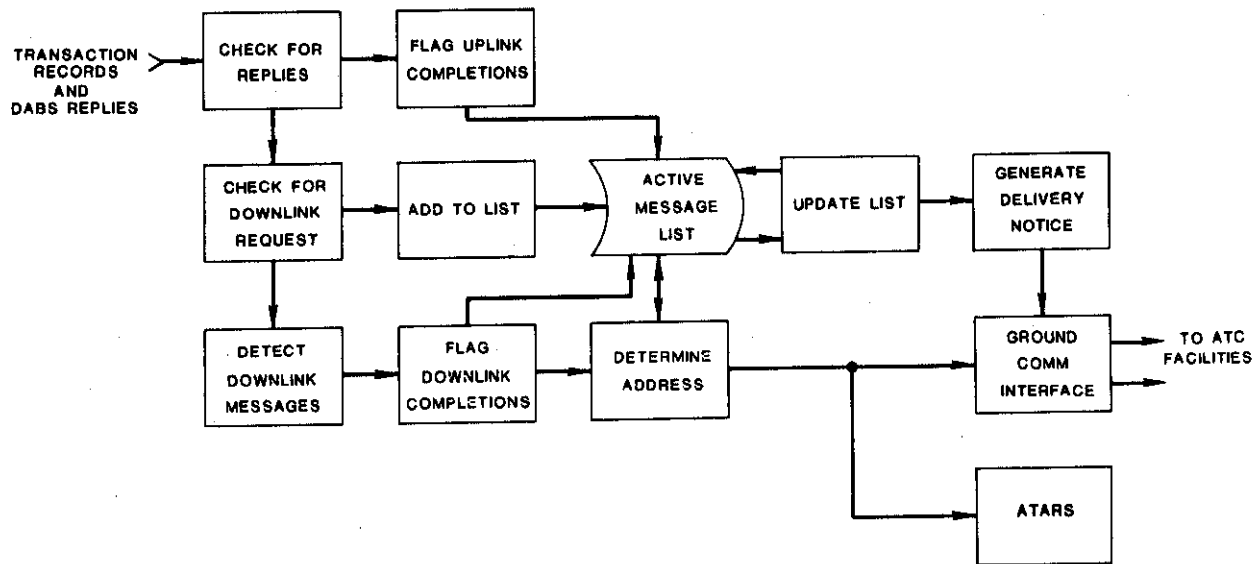 TRANSACTION
RECORDS
AND
DABS REPLIES
CHECK FOR
REPLIES
FLAG UPLINK
COMPLETIONS
CHECK FOR
DOWNLINK
REQUEST
ADD TO LIST
ACTIVE
MESSAGE
LIST
UPDATE LIST
GENERATE
DELIVERY
NOTICE
DETECT
DOWNLINK
MESSAGES
FLAG
DOWNLINK
COMPLETIONS
DETERMINE
ADDRESS
GROUND
COMM
INTERFACE
TO ATC
FACILITIES
ATARS